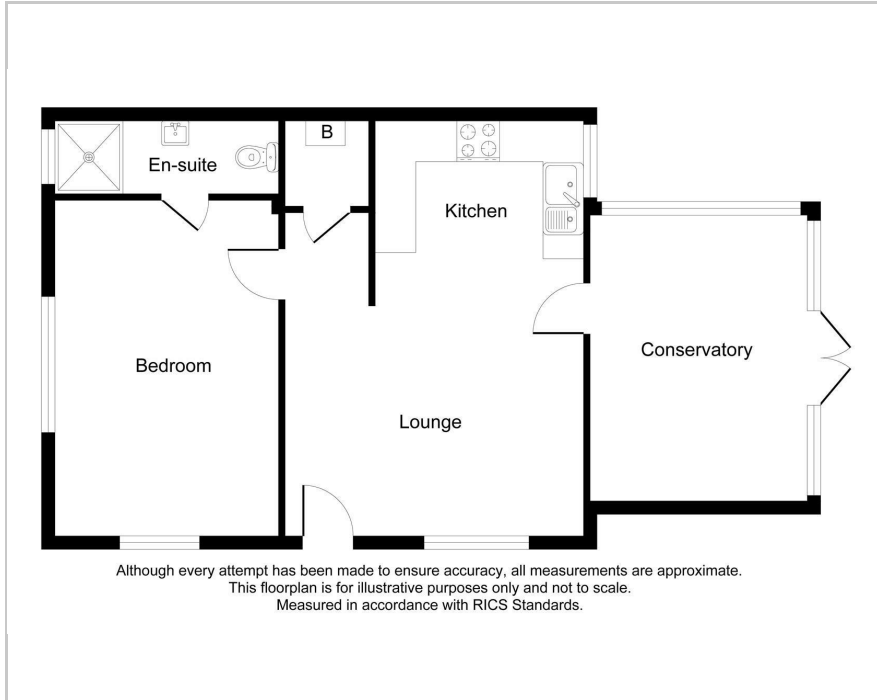 B
En-suite
Kitchen
Bedroom
Conservatory
Lounge
Although every attempt has been made to ensure accuracy, all measurements are approximate.
This floorplan is for illustrative purposes only and not to scale.
Measured in accordance with RICS Standards.